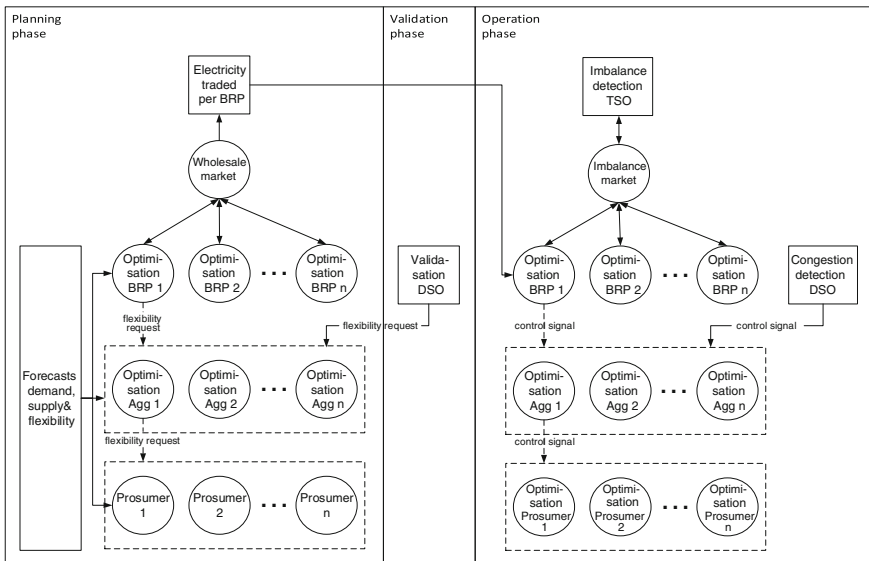 Planning
phase
Validation
phase
Operation
phase
Electricity
traded
per BRP
Imbalance
detection
TSO
Wholesale
market
Imbalance
market
Optimi-
sation
BRP 1
Optimi-
sation
BRP 2
...
Optimi-
sation
BRP n
Valida-
sation
DSO
Optimi-
sation
BRP 1
Optimi-
sation
BRP 2
...
Optimi-
sation
BRP n
Congestion
detection
DSO
flexibility
request
flexibility request
control signal
control signal
Forecasts
demand,
supply&
flexibility
Optimi-
sation
Agg 1
Optimi-
sation
Agg 2
...
Optimi-
sation
Agg n
Optimi-
sation
Agg 1
Optimi-
sation
Agg 2
...
Optimi-
sation
Agg n
flexibility request
control signal
Prosumer
1
Prosumer
2
...
Prosumer
n
Optimi-
sation
Prosumer
1
Optimi-
sation
Prosumer
2
...
Optimi-
sation
Prosumer
n